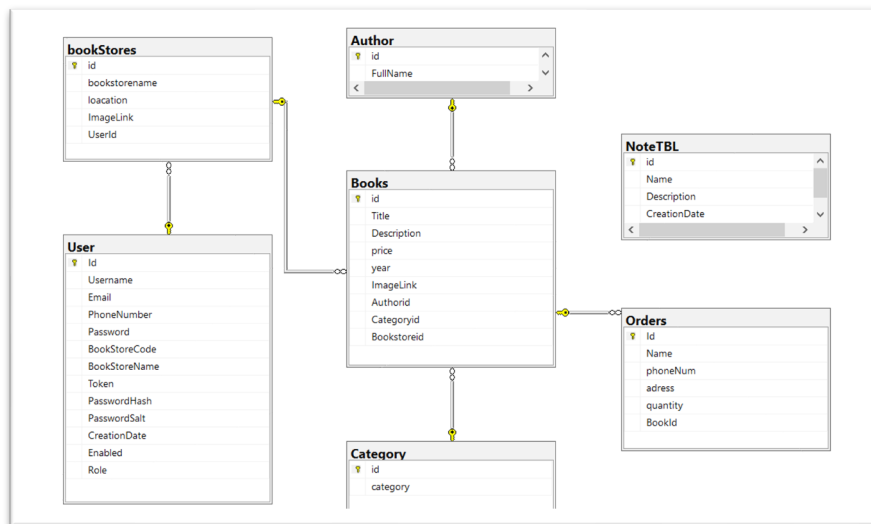 bookStores
id
bookstorename
loacation
ImageLink
UserId
Author
id
FullName
NoteTBL
id
Name
Description
CreationDate
Books
id
Title
Description
price
year
ImageLink
Authorid
Categoryid
Bookstoreid
User
Id
Username
Email
PhoneNumber
Password
BookStoreCode
BookStoreName
Token
PasswordHash
PasswordSalt
CreationDate
Enabled
Role
Orders
Id
Name
phoneNum
adress
quantity
BookId
Category
id
category